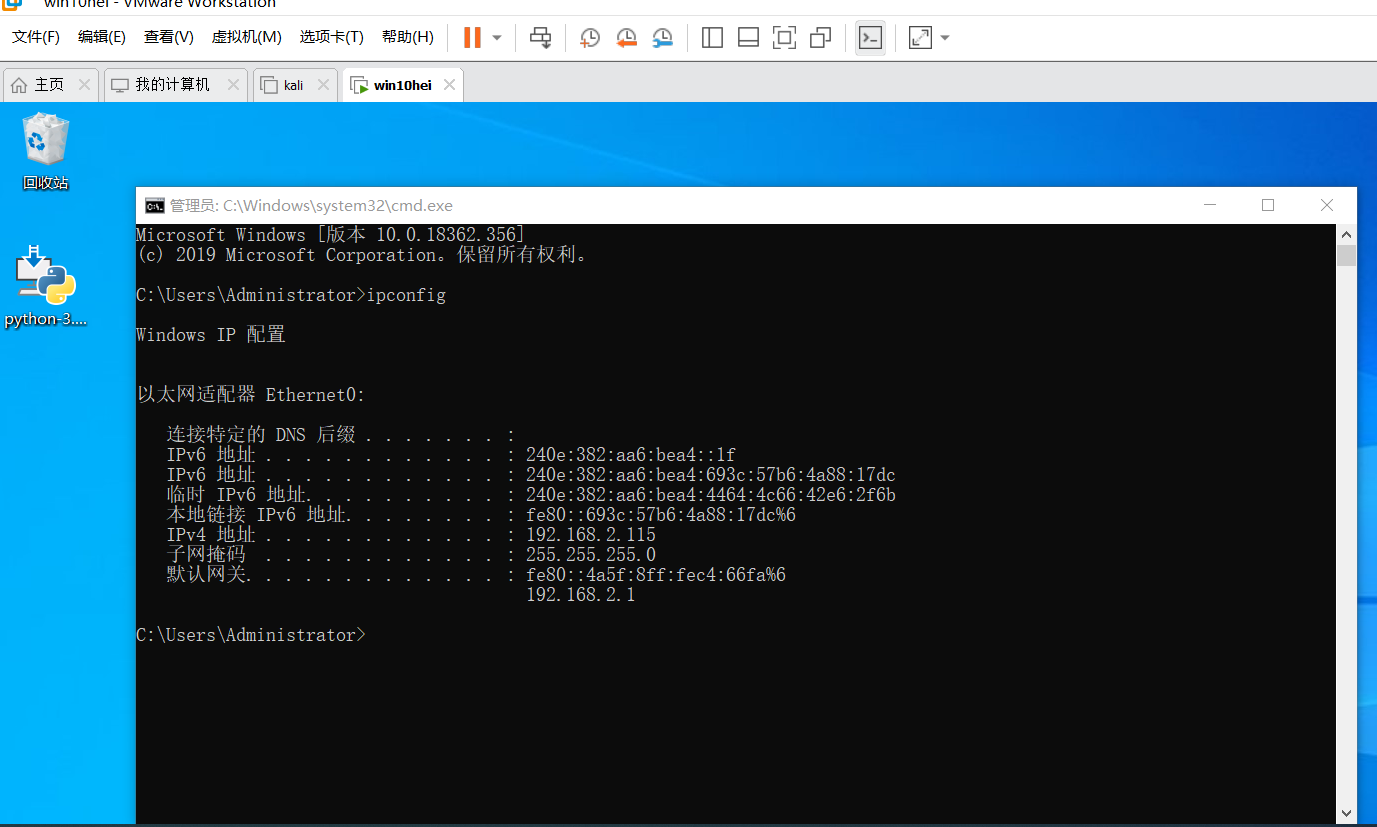 win10hei - VMware Workstation
文件(F) 编辑(E) 查看(V) 虚拟机(M) 选项卡(T) 帮助(H)
主页 我的计算机 kali win10hei
回收站
python-3....
管理员: C:\Windows\system32\cmd.exe
Microsoft Windows [版本 10.0.18362.356]
(c) 2019 Microsoft Corporation。保留所有权利。
C:\Users\Administrator>ipconfig
Windows IP 配置
以太网适配器 Ethernet0:
连接特定的 DNS 后缀 . . . . . . . :
IPv6 地址 . . . . . . . . . . . . : 240e:382:aa6:bea4::1f
IPv6 地址 . . . . . . . . . . . . : 240e:382:aa6:bea4:693c:57b6:4a88:17dc
临时 IPv6 地址. . . . . . . . . . : 240e:382:aa6:bea4:4464:4c66:42e6:2f6b
本地链接 IPv6 地址. . . . . . . . : fe80::693c:57b6:4a88:17dc%6
IPv4 地址 . . . . . . . . . . . . : 192.168.2.115
子网掩码 . . . . . . . . . . . . : 255.255.255.0
默认网关. . . . . . . . . . . . . : fe80::4a5f:8ff:fec4:66fa%6
192.168.2.1
C:\Users\Administrator>